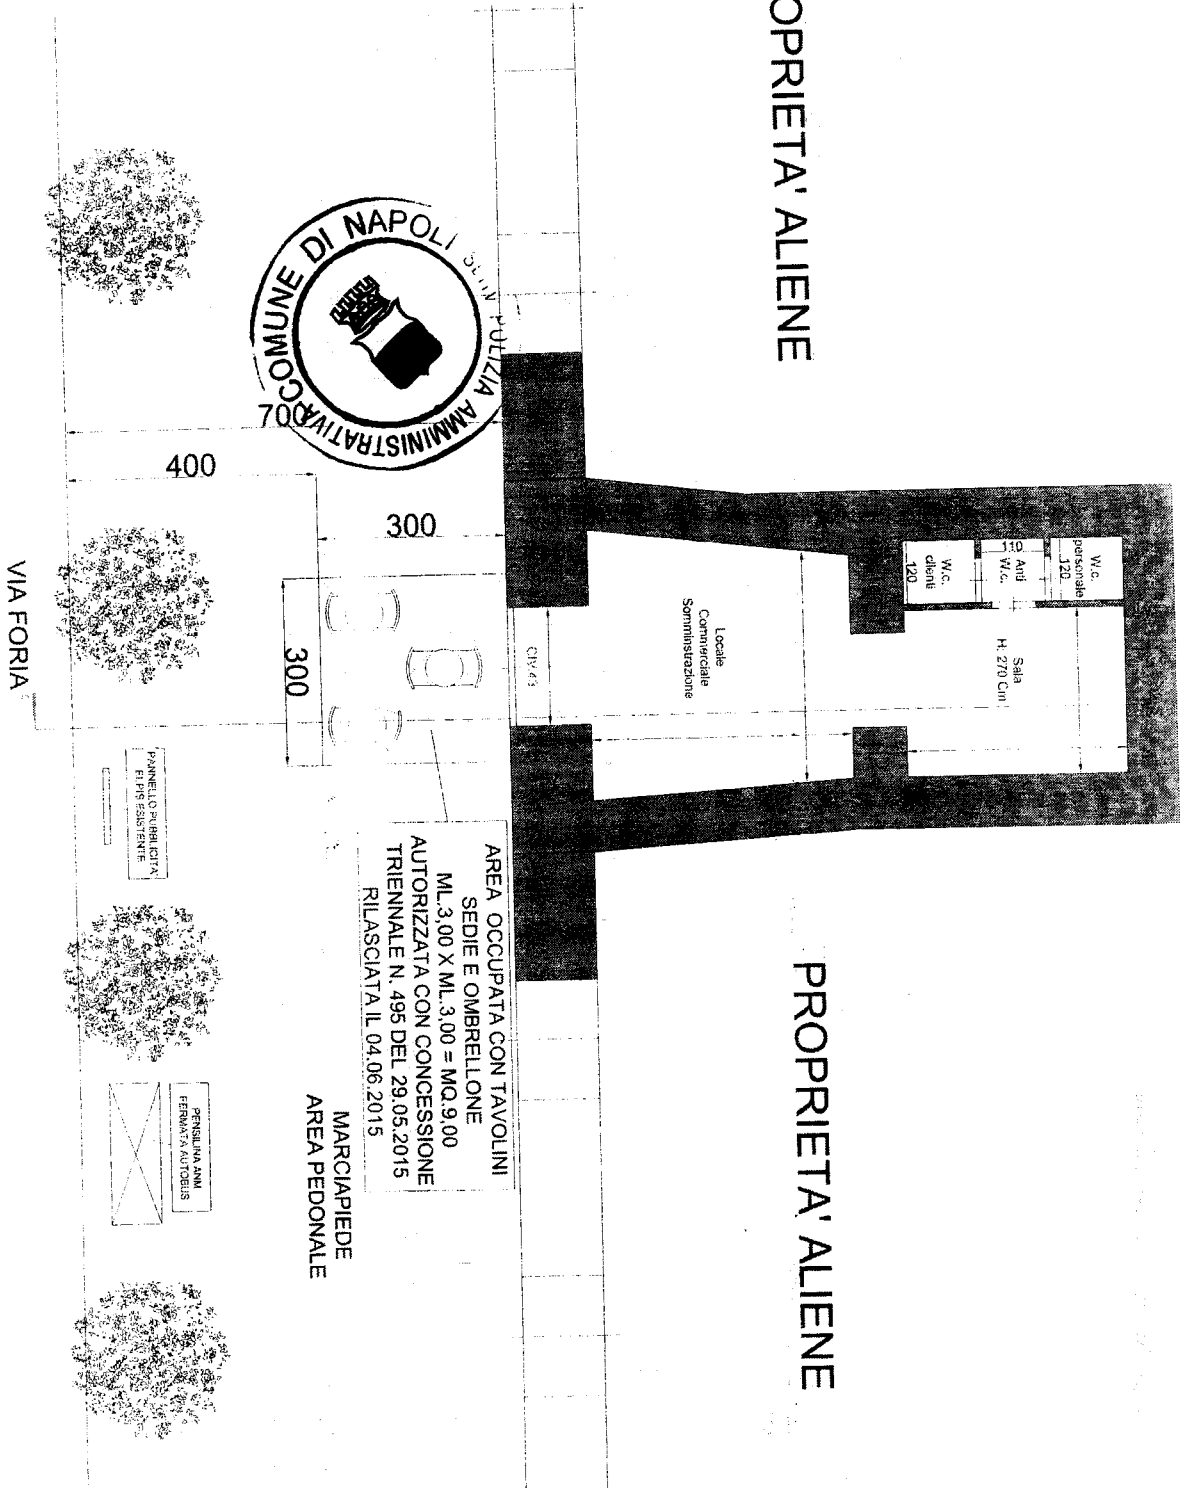 OPRIETA' ALIENE
PROPRIETA' ALIENE
W.c.
personale
120
110
Anti
W.c.
W.c.
clienti
120
Sala
H: 270 Cm
Locale
Commerciale
Somministrazione
COMUNE DI NAPOLI
POLIZIA AMMINISTRATIVA
700
400
300
300
AREA OCCUPATA CON TAVOLINI
SEDIE E OMBRELLONE
ML.3,00 X ML.3,00 = MQ.9,00
AUTORIZZATA CON CONCESSIONE
TRIENNALE N. 495 DEL 29.05.2015
RILASCIATA IL 04.06.2015
MARCIAPIEDE
AREA PEDONALE
PANNELLO PUBBLICITA'
ESISTENTE
PENSILINA ANM
FERMATA AUTOBUS
VIA FORIA